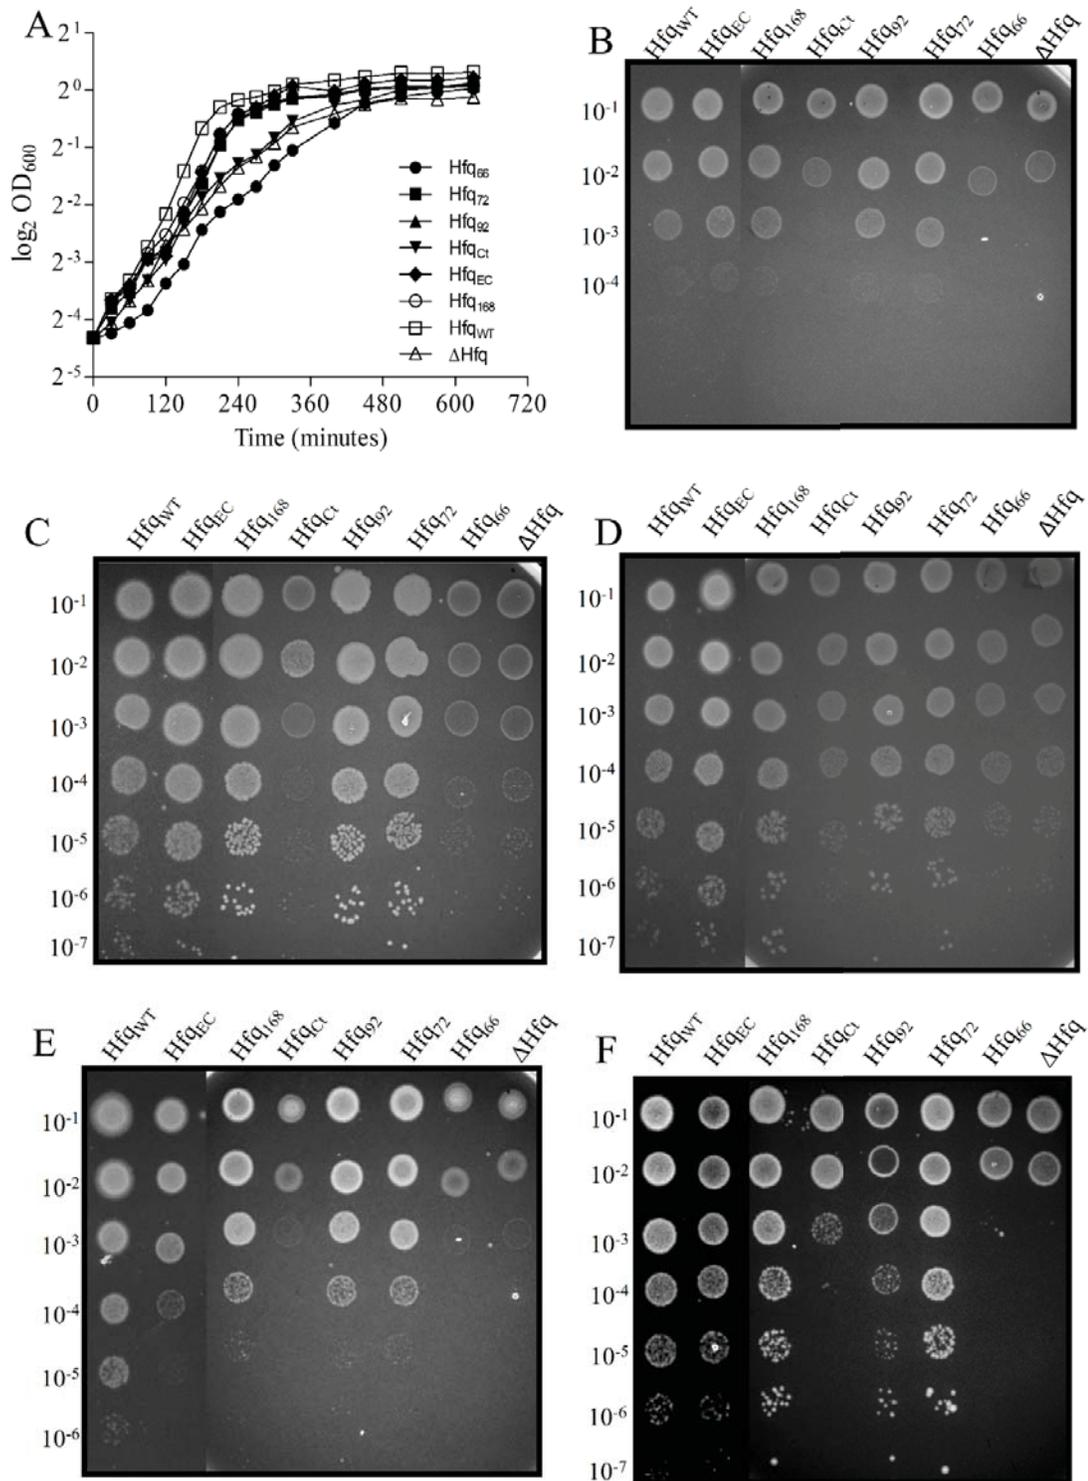 A
2^1
2^0
2^-1
2^-2
2^-3
2^-4
2^-5
log2 OD600
0 120 240 360 480 600 720
Time (minutes)
Hfq66
Hfq72
Hfq92
HfqCt
HfqEC
Hfq168
HfqWT
ΔHfq
B
HfqWT HfqEC Hfq168 HfqCt Hfq92 Hfq72 Hfq66 ΔHfq
10^-1
10^-2
10^-3
10^-4
C
HfqWT HfqEC Hfq168 HfqCt Hfq92 Hfq72 Hfq66 ΔHfq
10^-1
10^-2
10^-3
10^-4
10^-5
10^-6
10^-7
D
HfqWT HfqEC Hfq168 HfqCt Hfq92 Hfq72 Hfq66 ΔHfq
10^-1
10^-2
10^-3
10^-4
10^-5
10^-6
10^-7
E
HfqWT HfqEC Hfq168 HfqCt Hfq92 Hfq72 Hfq66 ΔHfq
10^-1
10^-2
10^-3
10^-4
10^-5
10^-6
F
HfqWT HfqEC Hfq168 HfqCt Hfq92 Hfq72 Hfq66 ΔHfq
10^-1
10^-2
10^-3
10^-4
10^-5
10^-6
10^-7